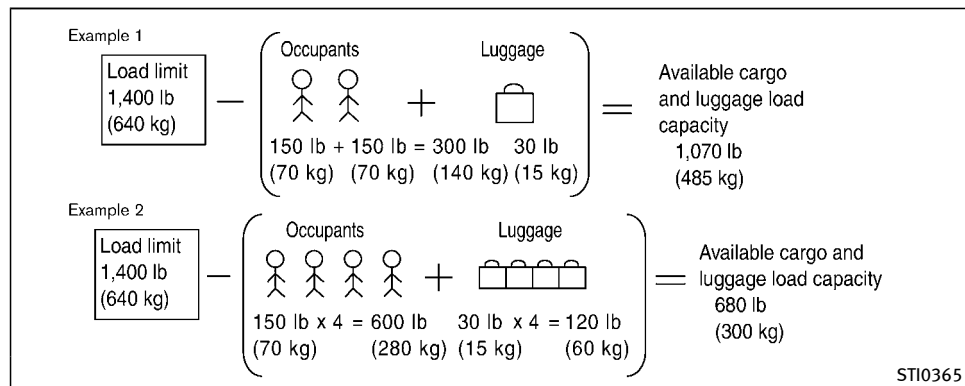 Example 1
Load limit
1,400 lb
(640 kg)
−
Occupants
+
Luggage
150 lb + 150 lb = 300 lb 30 lb
(70 kg) (70 kg) (140 kg) (15 kg)
=
Available cargo
and luggage load
capacity
1,070 lb
(485 kg)
Example 2
Load limit
1,400 lb
(640 kg)
−
Occupants
+
Luggage
150 lb x 4 = 600 lb 30 lb x 4 = 120 lb
(70 kg) (280 kg) (15 kg) (60 kg)
=
Available cargo and
luggage load capacity
680 lb
(300 kg)
STI0365